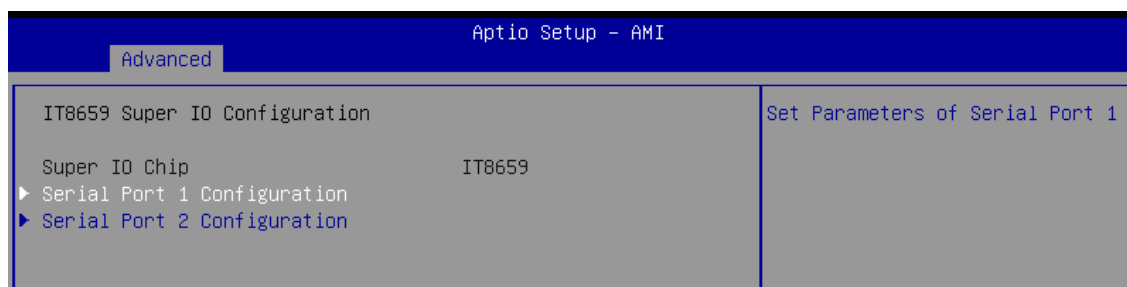 Aptio Setup – AMI
Advanced
IT8659 Super IO Configuration
Set Parameters of Serial Port 1
Super IO Chip IT8659
Serial Port 1 Configuration
Serial Port 2 Configuration